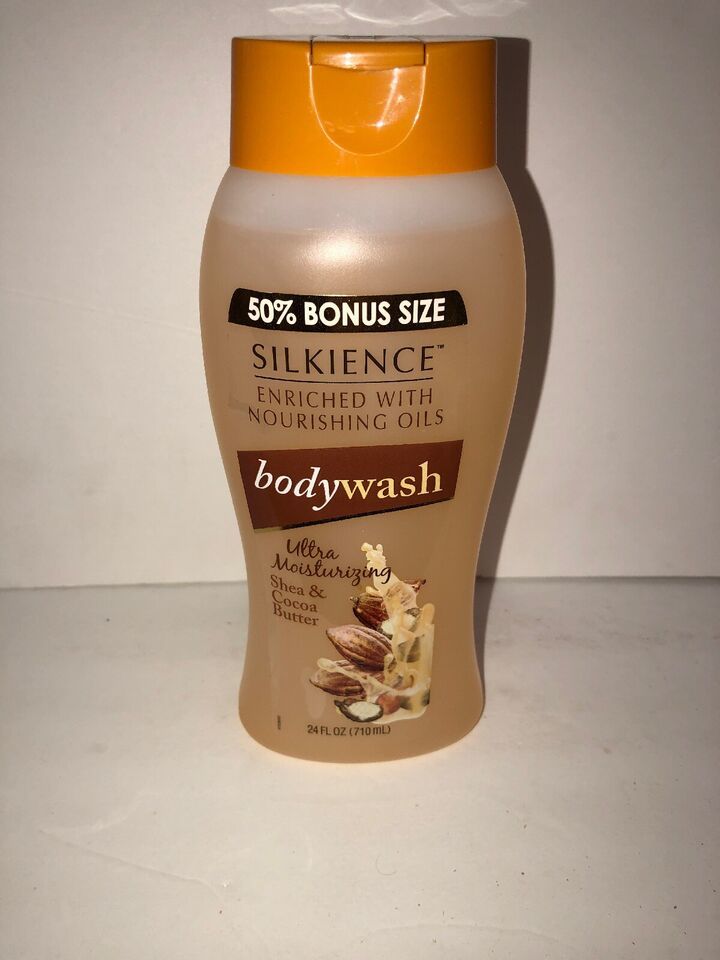 50% BONUS SIZE
SILKIENCE™
ENRICHED WITH
NOURISHING OILS
bodywash
Ultra
Moisturizing
Shea &
Cocoa
Butter
24 FL OZ (710 mL)